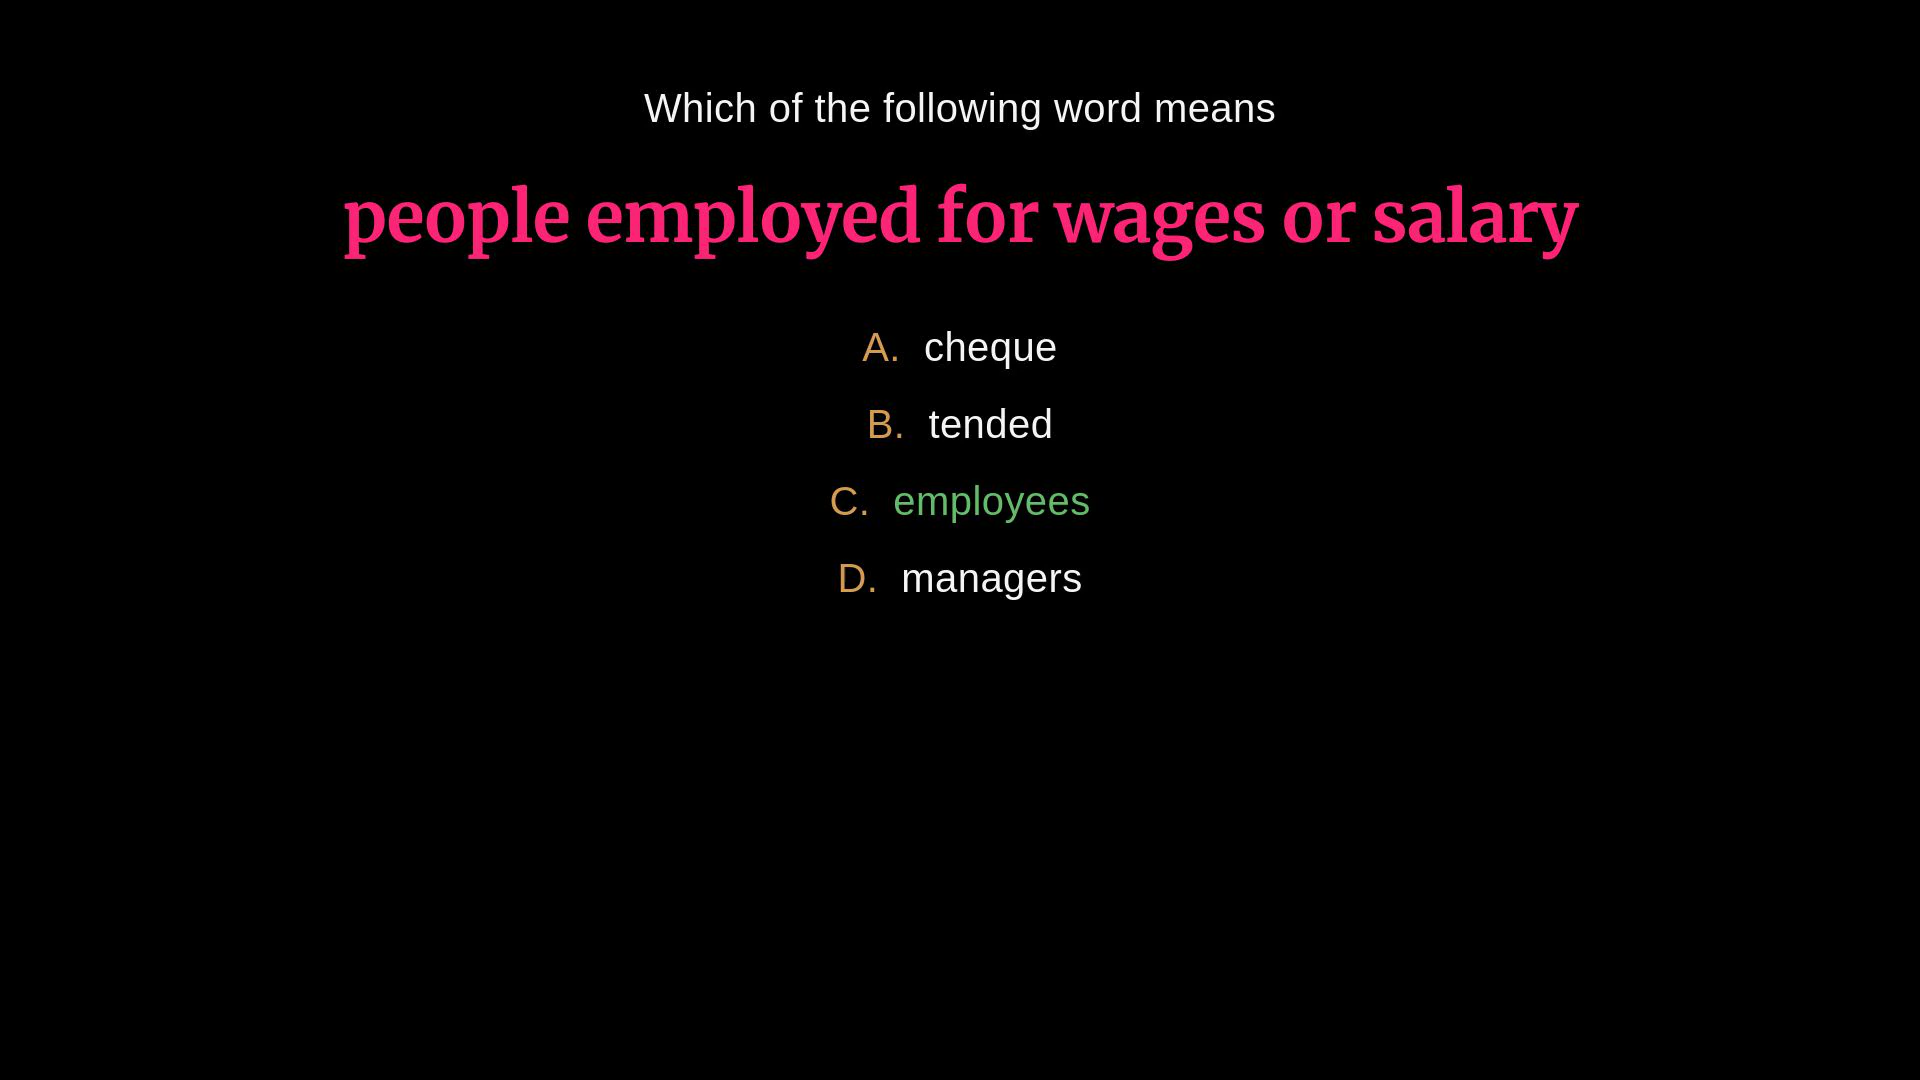 Which of the following word means
people employed for wages or salary
A. cheque
B. tended
C. employees
D. managers